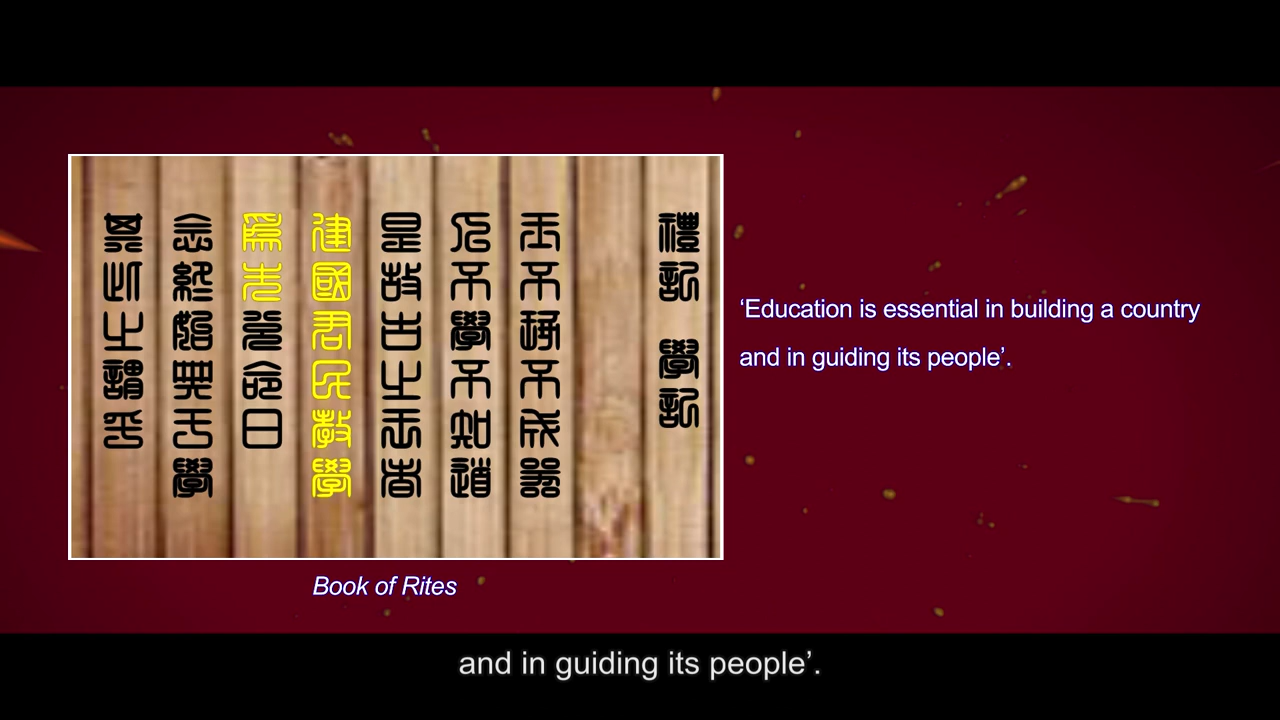 禮記 學記
玉不琢不成器
人不學不知道
是故古之王者
建國君民教學
為先兌命曰
念終始典于學
其此之謂乎
‘Education is essential in building a country
and in guiding its people’.
Book of Rites
and in guiding its people’.